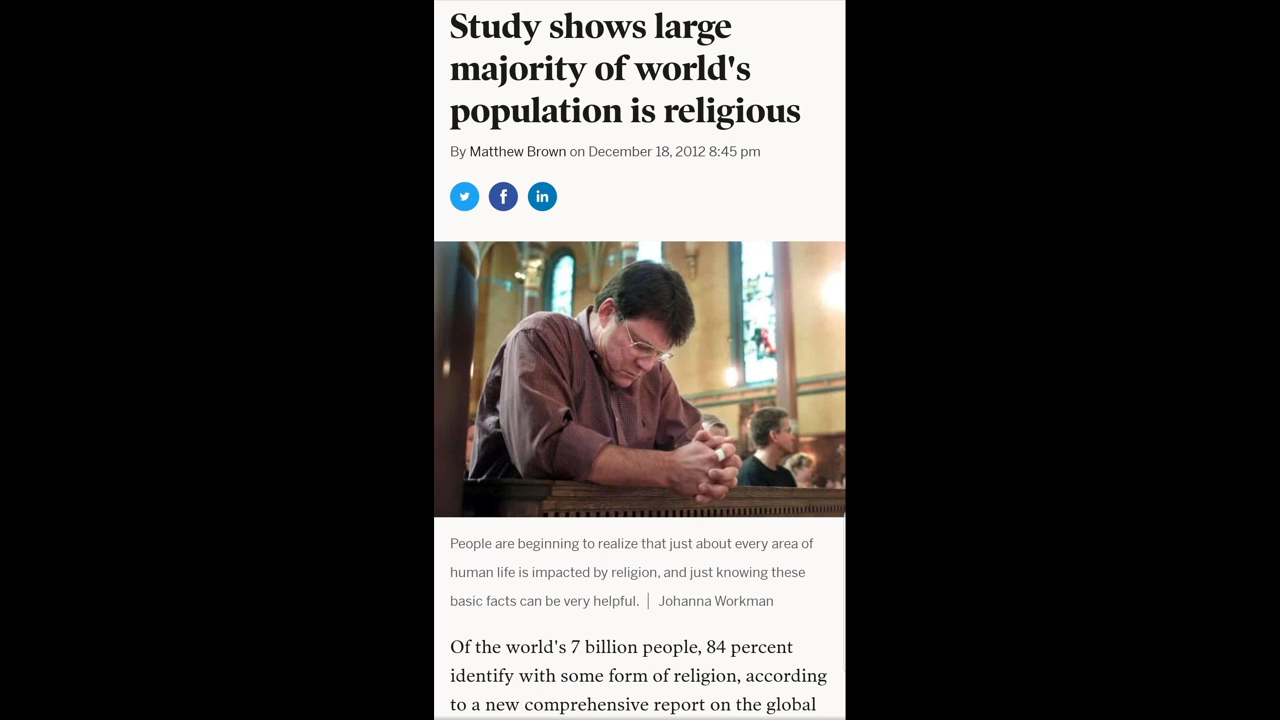 Study shows large
majority of world's
population is religious
By Matthew Brown on December 18, 2012 8:45 pm
f
in
People are beginning to realize that just about every area of
human life is impacted by religion, and just knowing these
basic facts can be very helpful. | Johanna Workman
Of the world's 7 billion people, 84 percent
identify with some form of religion, according
to a new comprehensive report on the global